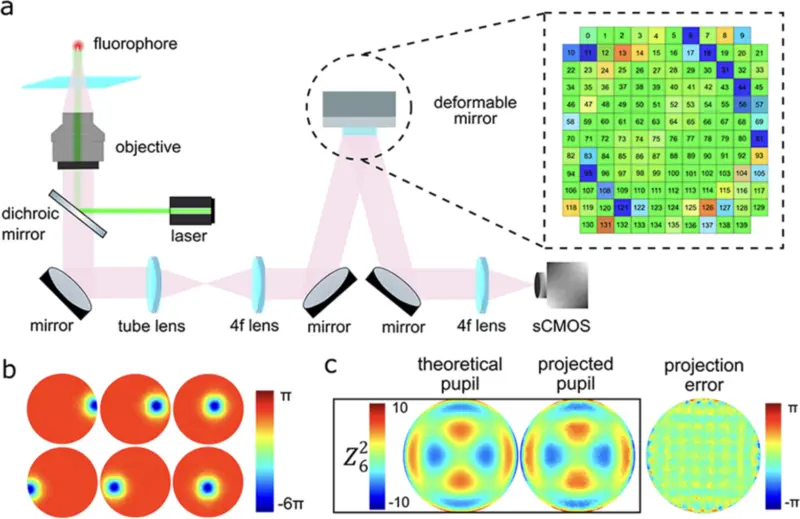 a
fluorophore
objective
dichroic
mirror
laser
mirror
tube lens
4f lens
mirror
mirror
4f lens
sCMOS
deformable
mirror
0 1 2 3 4 5 6 7 8 9
10 11 12 13 14 15 16 17 18 19 20 21
22 23 24 25 26 27 28 29 30 31 32 33
34 35 36 37 38 39 40 41 42 43 44 45
46 47 48 49 50 51 52 53 54 55 56 57
58 59 60 61 62 63 64 65 66 67 68 69
70 71 72 73 74 75 76 77 78 79 80 81
82 83 84 85 86 87 88 89 90 91 92 93
94 95 96 97 98 99 100 101 102 103 104 105
106 107 108 109 110 111 112 113 114 115 116 117
118 119 120 121 122 123 124 125 126 127 128 129
130 131 132 133 134 135 136 137 138 139
b
π
-6π
c
theoretical
pupil
projected
pupil
projection
error
Z₆²
10
-10
π
-π